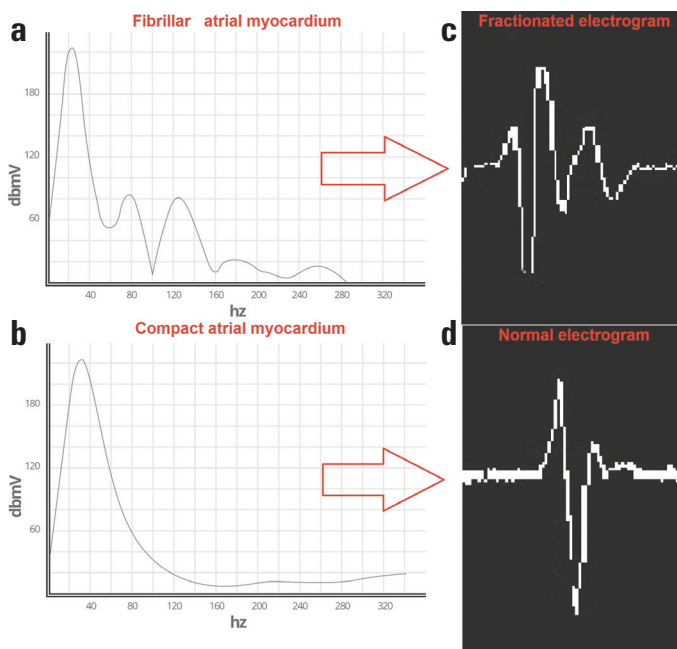 a
Fibrillar atrial myocardium
180
120
60
dbmV
40 80 120 160 200 240 280 320
hz
c
Fractionated electrogram
b
Compact atrial myocardium
180
120
60
dbmV
40 80 120 160 200 240 280 320
hz
d
Normal electrogram